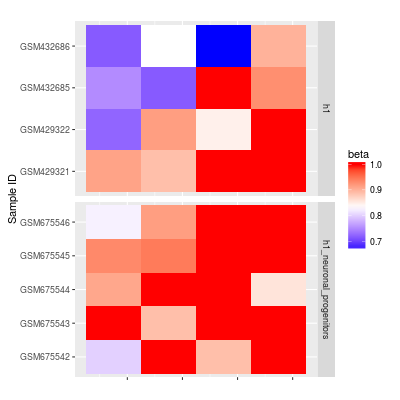 Sample ID
GSM432686
GSM432685
GSM429322
GSM429321
h1
GSM675546
GSM675545
GSM675544
GSM675543
GSM675542
h1_neuronal_progenitors
beta
1.0
0.9
0.8
0.7